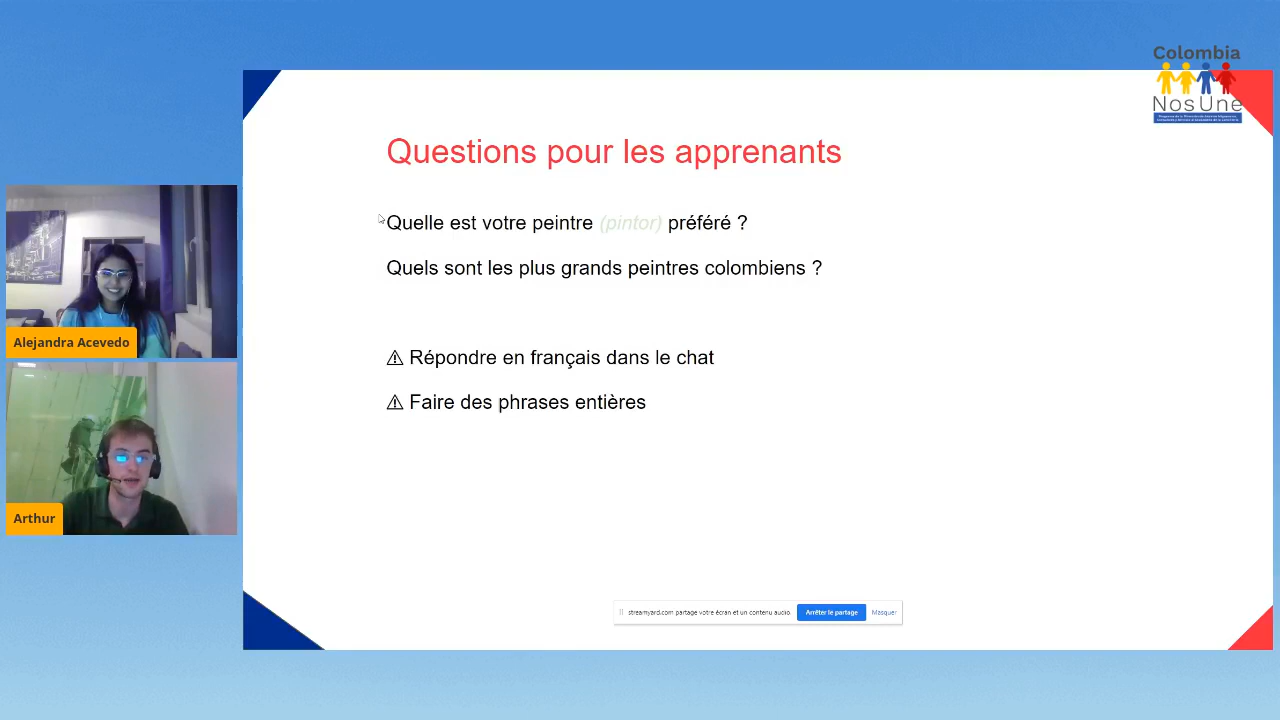 Colombia
NosUne
Questions pour les apprenants
Quelle est votre peintre (pintor) préféré ?
Quels sont les plus grands peintres colombiens ?
⚠ Répondre en français dans le chat
⚠ Faire des phrases entières
Alejandra Acevedo
Arthur
streamyard.com partage votre écran et un contenu audio.
Arrêter le partage
Masquer